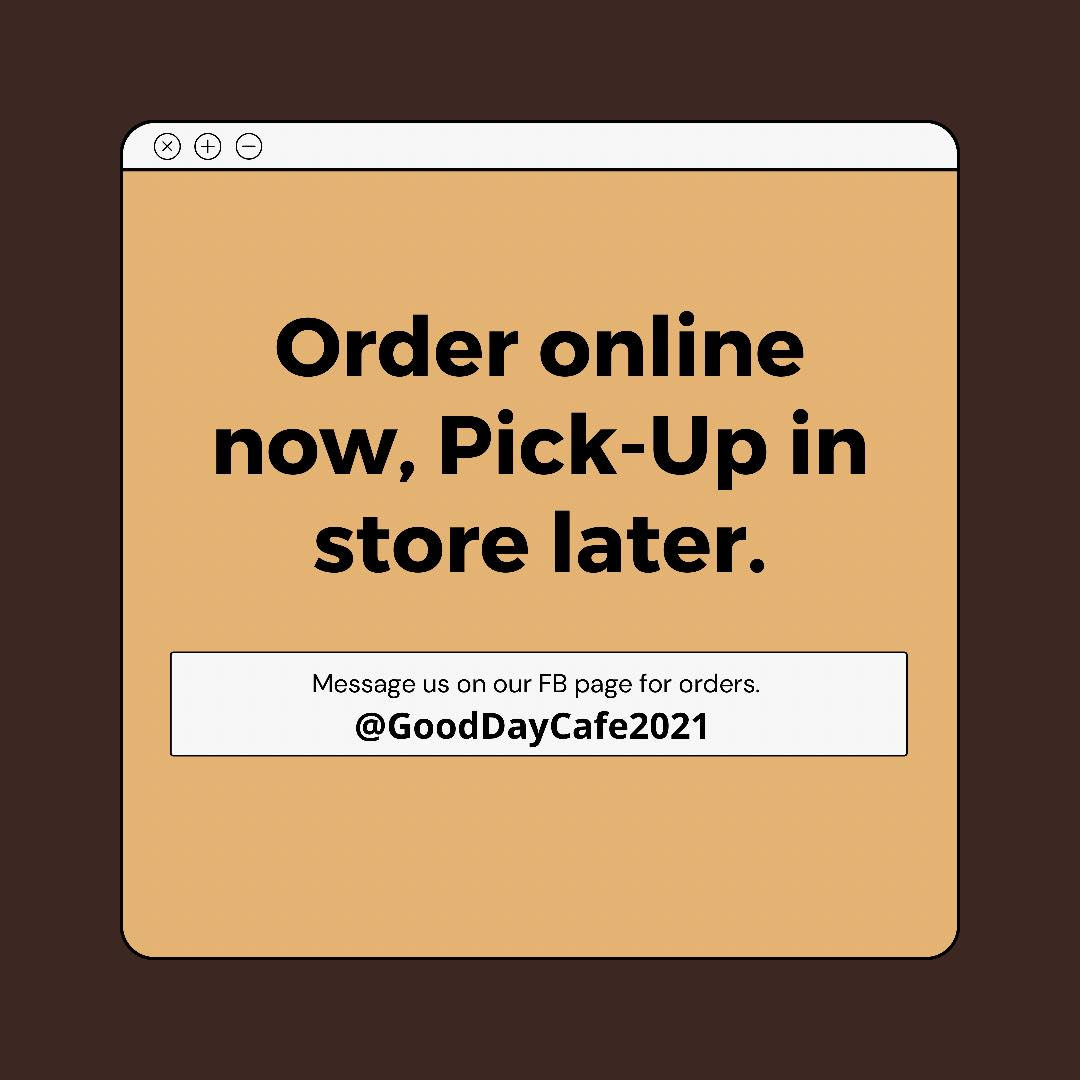 Order online
now, Pick-Up in
store later.
Message us on our FB page for orders.
@GoodDayCafe2021